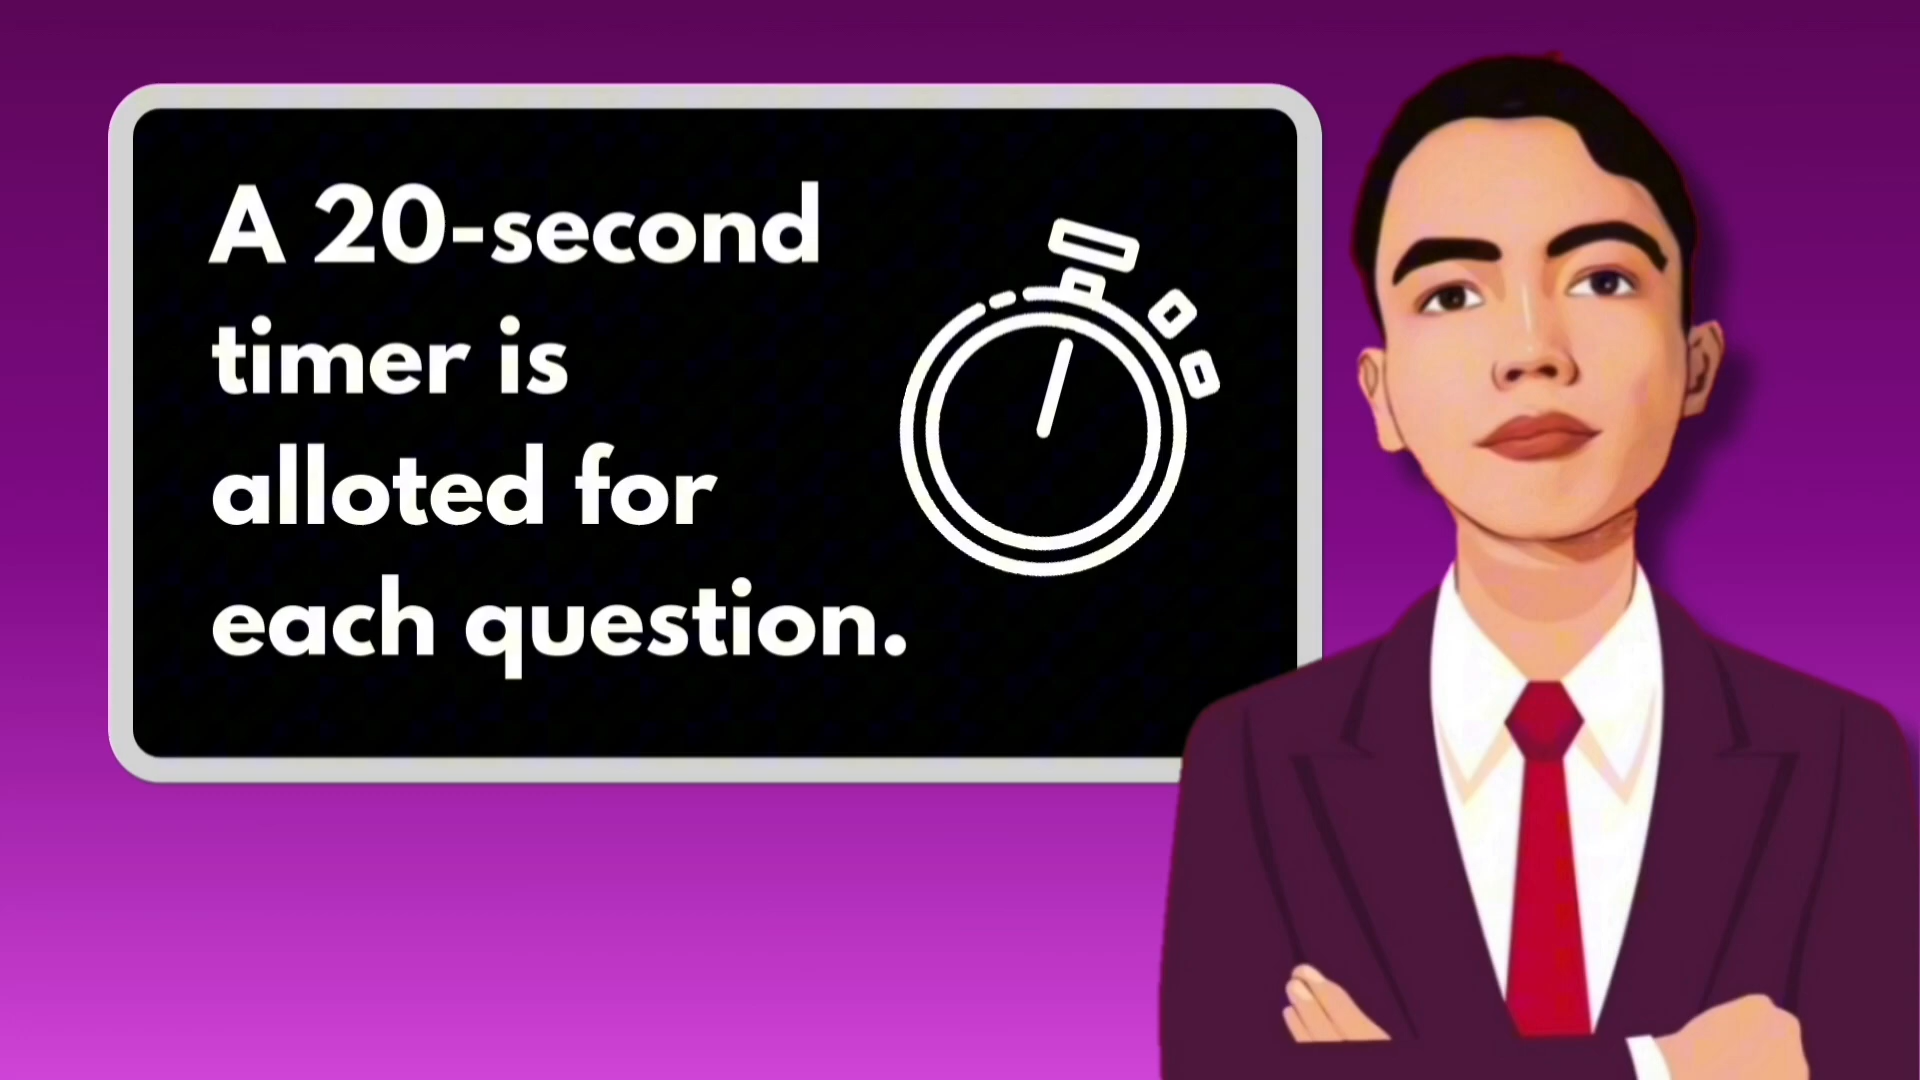 A 20-second
timer is
alloted for
each question.